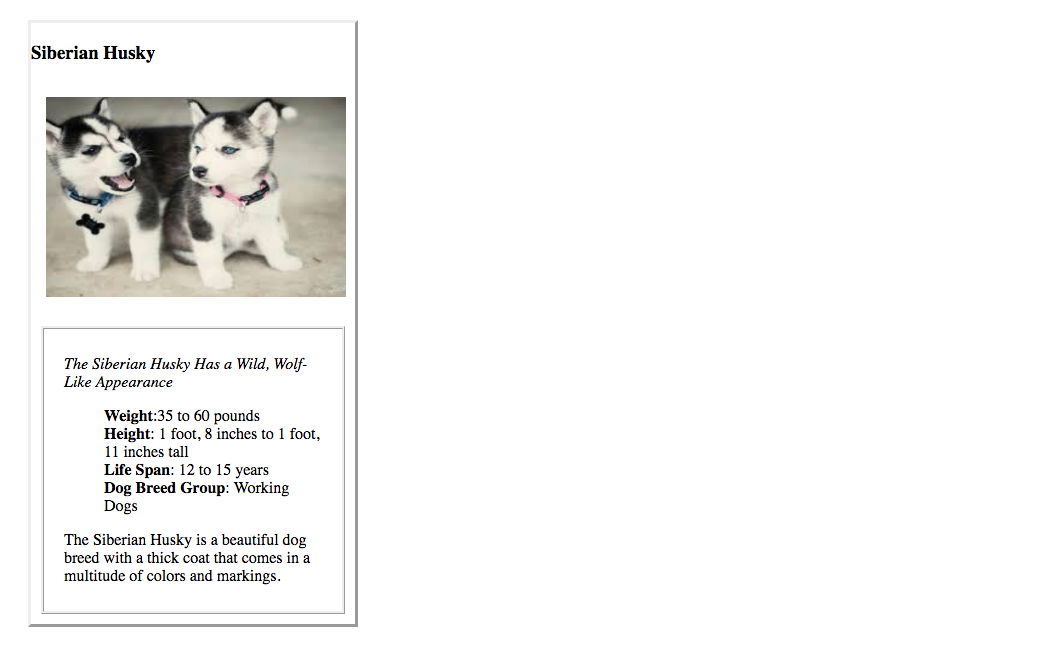 Siberian Husky
The Siberian Husky Has a Wild, Wolf-
Like Appearance
Weight:35 to 60 pounds
Height: 1 foot, 8 inches to 1 foot,
11 inches tall
Life Span: 12 to 15 years
Dog Breed Group: Working
Dogs
The Siberian Husky is a beautiful dog
breed with a thick coat that comes in a
multitude of colors and markings.